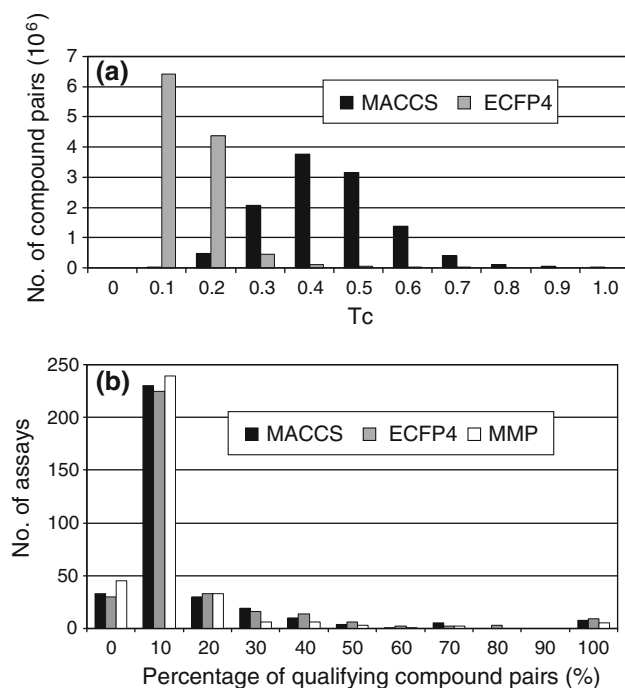 (a)
No. of compound pairs (10⁶)
7
6
5
4
3
2
1
0
MACCS ECFP4
0 0.1 0.2 0.3 0.4 0.5 0.6 0.7 0.8 0.9 1.0
Tc
(b)
No. of assays
250
200
150
100
50
0
MACCS ECFP4 MMP
0 10 20 30 40 50 60 70 80 90 100
Percentage of qualifying compound pairs (%)